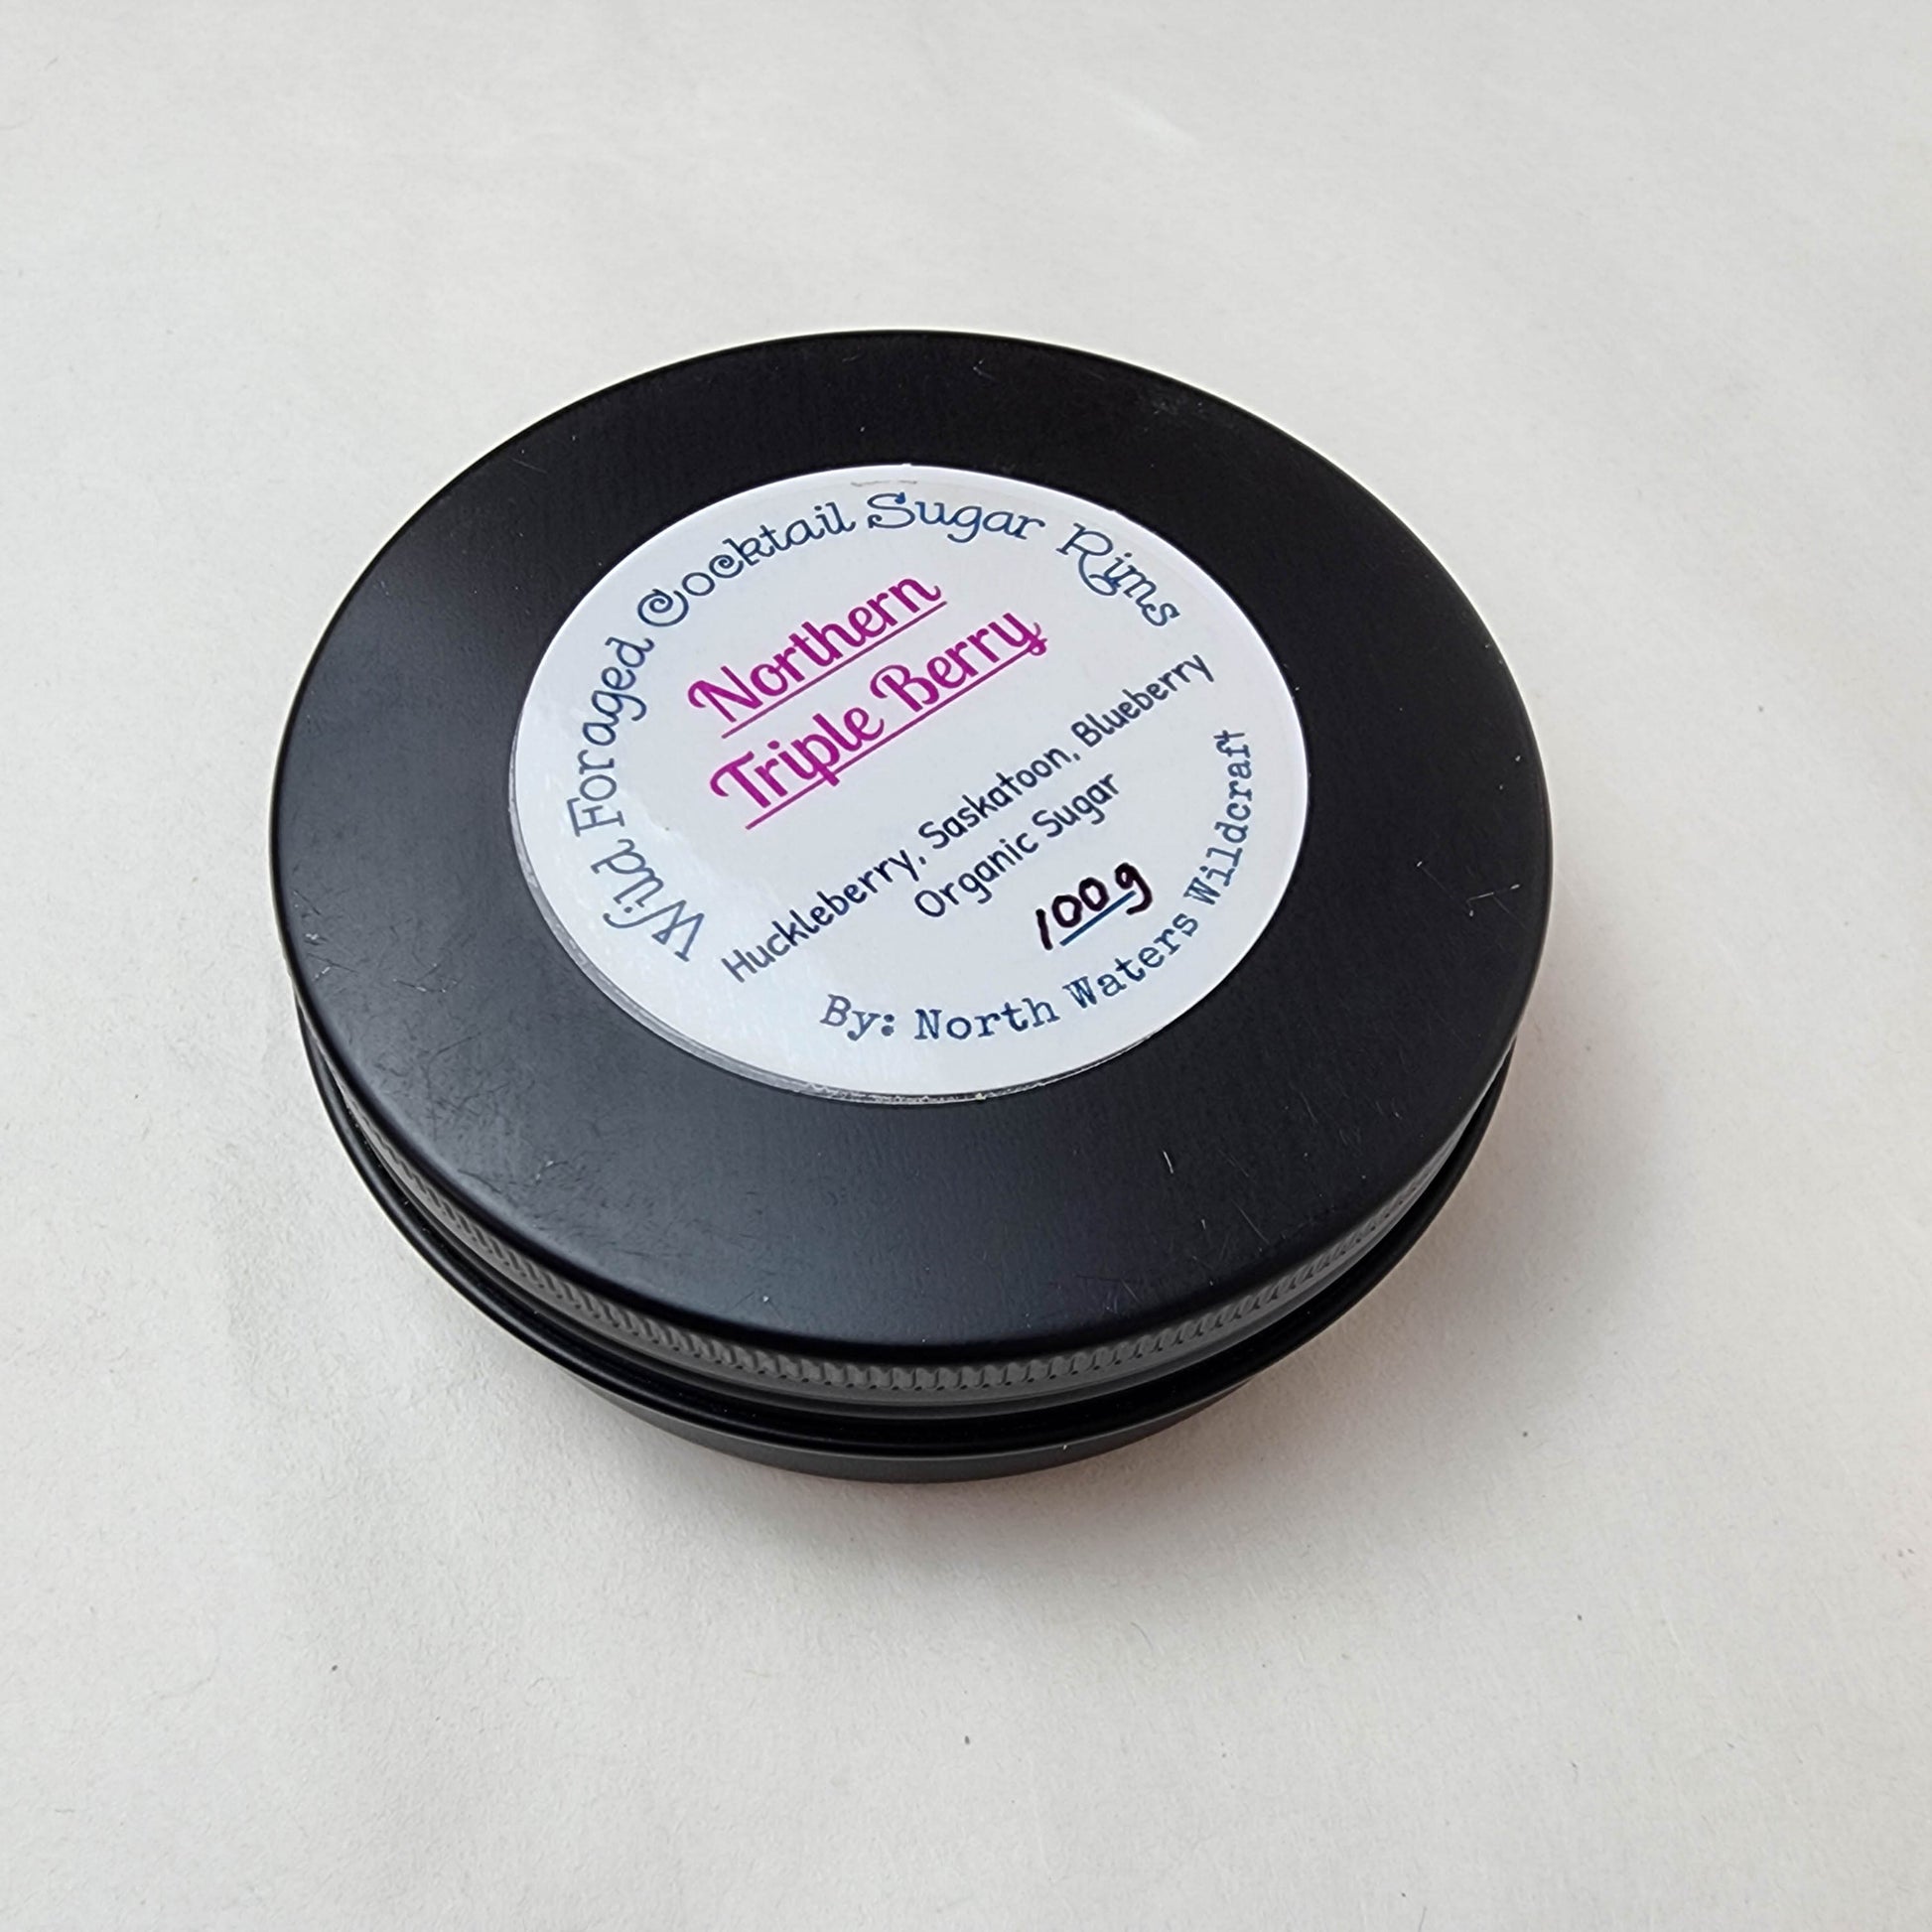 Wild Foraged Cocktail Sugar Rims
Northern
Triple Berry
Huckleberry, Saskatoon, Blueberry
Organic Sugar
100g
By: North Waters Wildcraft